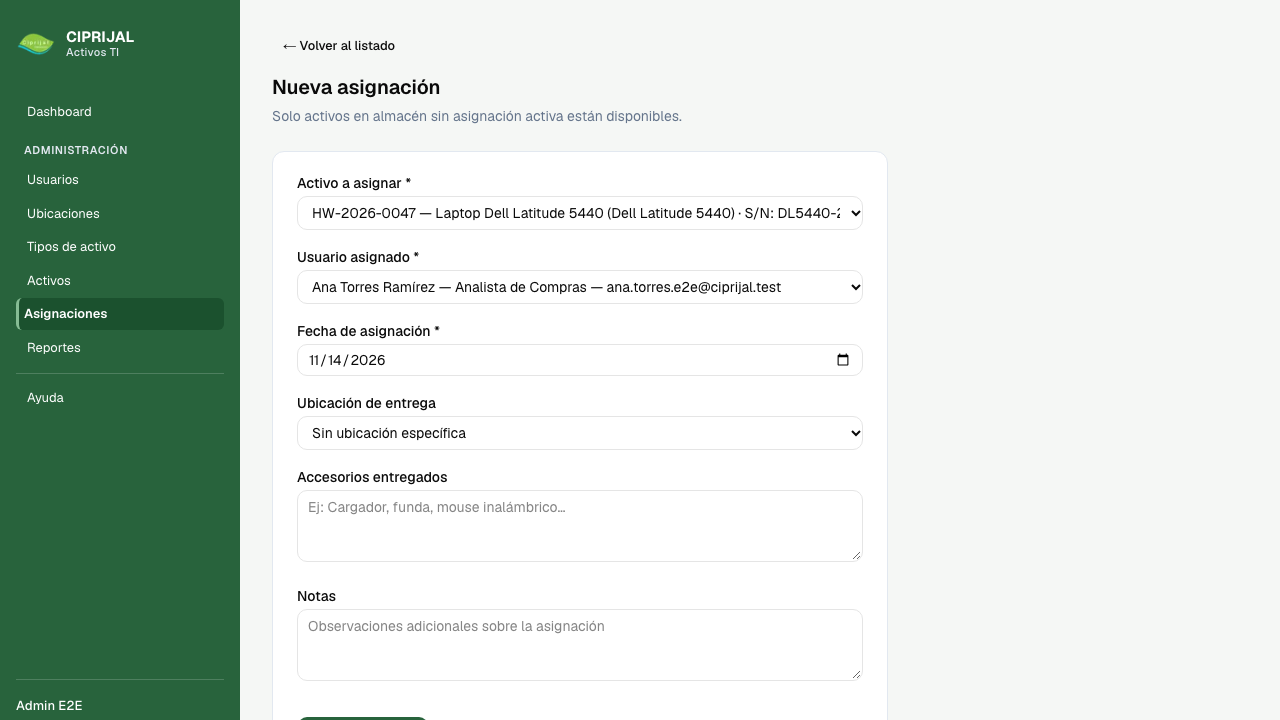 CIPRIJAL
Activos TI
Dashboard
ADMINISTRACIÓN
Usuarios
Ubicaciones
Tipos de activo
Activos
Asignaciones
Reportes
Ayuda
Admin E2E
← Volver al listado
Nueva asignación
Solo activos en almacén sin asignación activa están disponibles.
Activo a asignar *
HW-2026-0047 — Laptop Dell Latitude 5440 (Dell Latitude 5440) · S/N: DL5440-2
Usuario asignado *
Ana Torres Ramírez — Analista de Compras — ana.torres.e2e@ciprijal.test
Fecha de asignación *
11/14/2026
Ubicación de entrega
Sin ubicación específica
Accesorios entregados
Ej: Cargador, funda, mouse inalámbrico...
Notas
Observaciones adicionales sobre la asignación